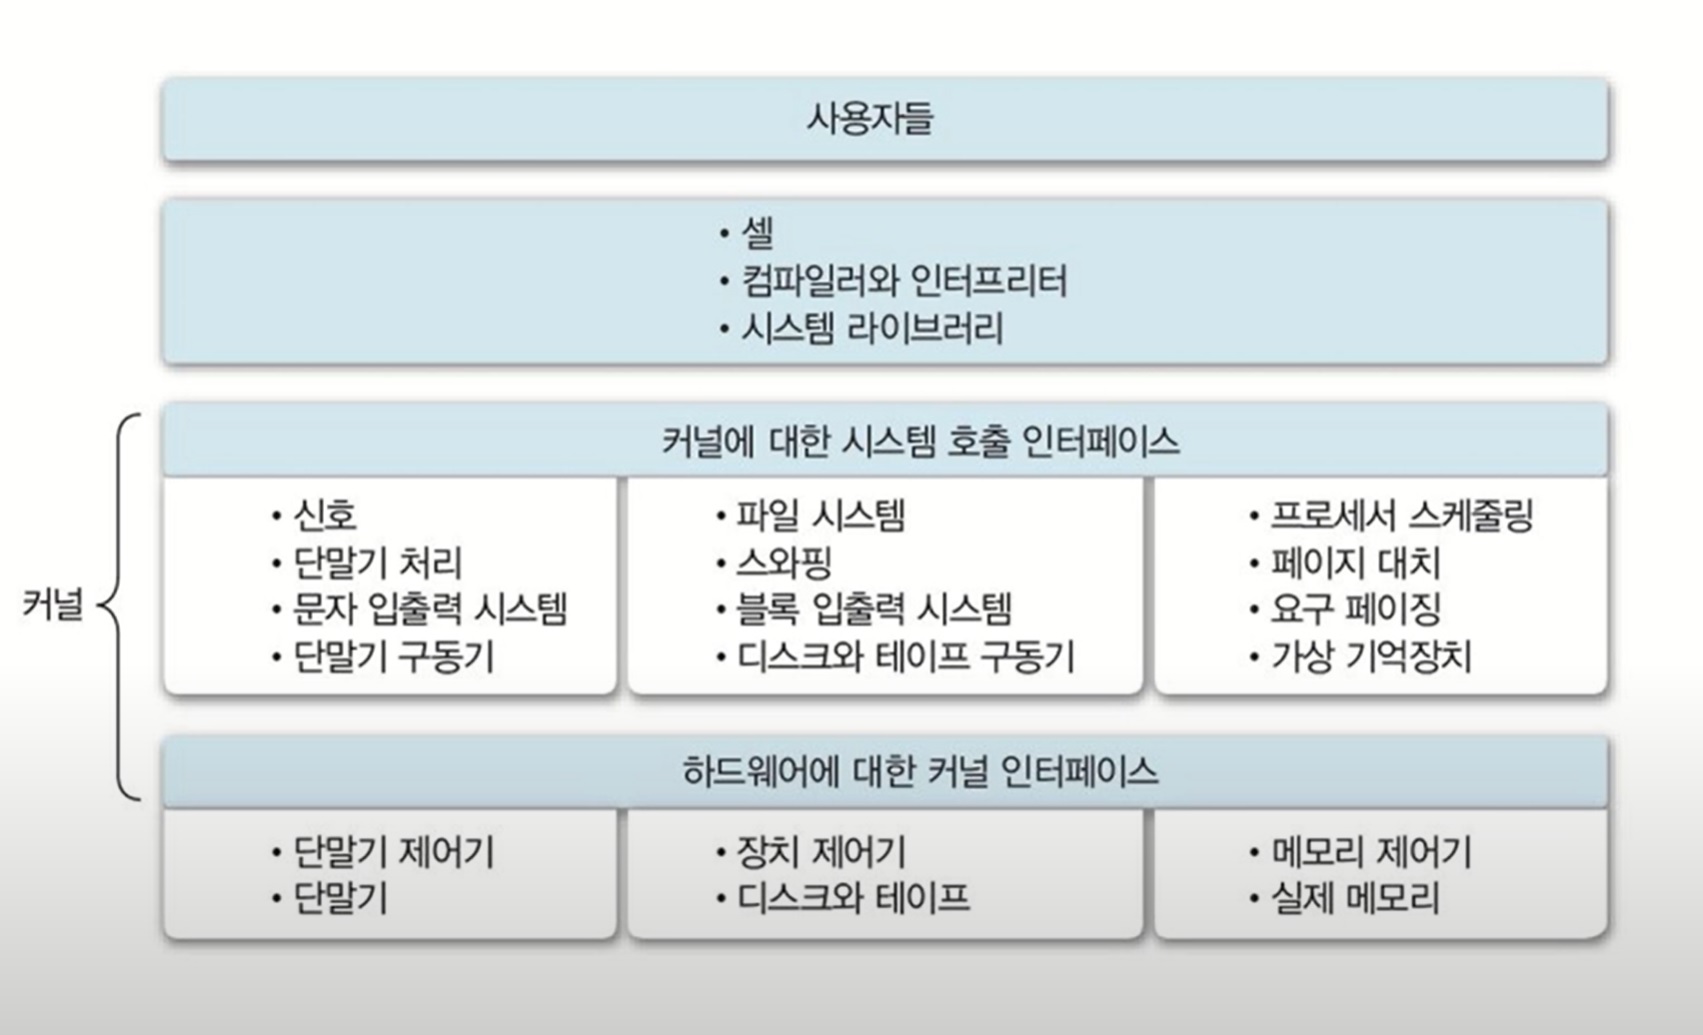 사용자들
• 셸
• 컴파일러와 인터프리터
• 시스템 라이브러리
커널에 대한 시스템 호출 인터페이스
• 신호
• 단말기 처리
• 문자 입출력 시스템
• 단말기 구동기
• 파일 시스템
• 스와핑
• 블록 입출력 시스템
• 디스크와 테이프 구동기
• 프로세서 스케줄링
• 페이지 대치
• 요구 페이징
• 가상 기억장치
커널
하드웨어에 대한 커널 인터페이스
• 단말기 제어기
• 단말기
• 장치 제어기
• 디스크와 테이프
• 메모리 제어기
• 실제 메모리